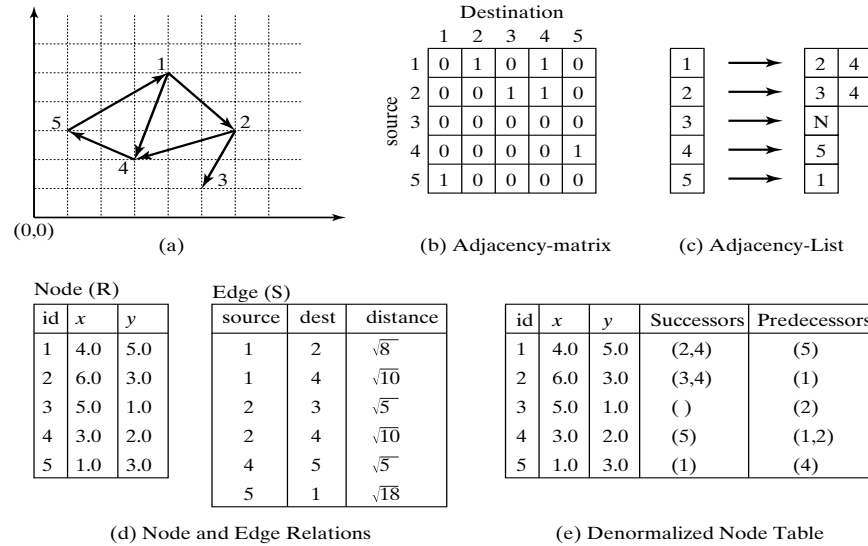 1
5
2
4
3
(0,0)
(a)
Destination
1 2 3 4 5
source
1 0 1 0 1 0
2 0 0 1 1 0
3 0 0 0 0 0
4 0 0 0 0 1
5 1 0 0 0 0
(b) Adjacency-matrix
1 2 4
2 3 4
3 N
4 5
5 1
(c) Adjacency-List
Node (R)
id x y
1 4.0 5.0
2 6.0 3.0
3 5.0 1.0
4 3.0 2.0
5 1.0 3.0
Edge (S)
source dest distance
1 2 √8
1 4 √10
2 3 √5
2 4 √10
4 5 √5
5 1 √18
(d) Node and Edge Relations
id x y Successors Predecessors
1 4.0 5.0 (2,4) (5)
2 6.0 3.0 (3,4) (1)
3 5.0 1.0 ( ) (2)
4 3.0 2.0 (5) (1,2)
5 1.0 3.0 (1) (4)
(e) Denormalized Node Table